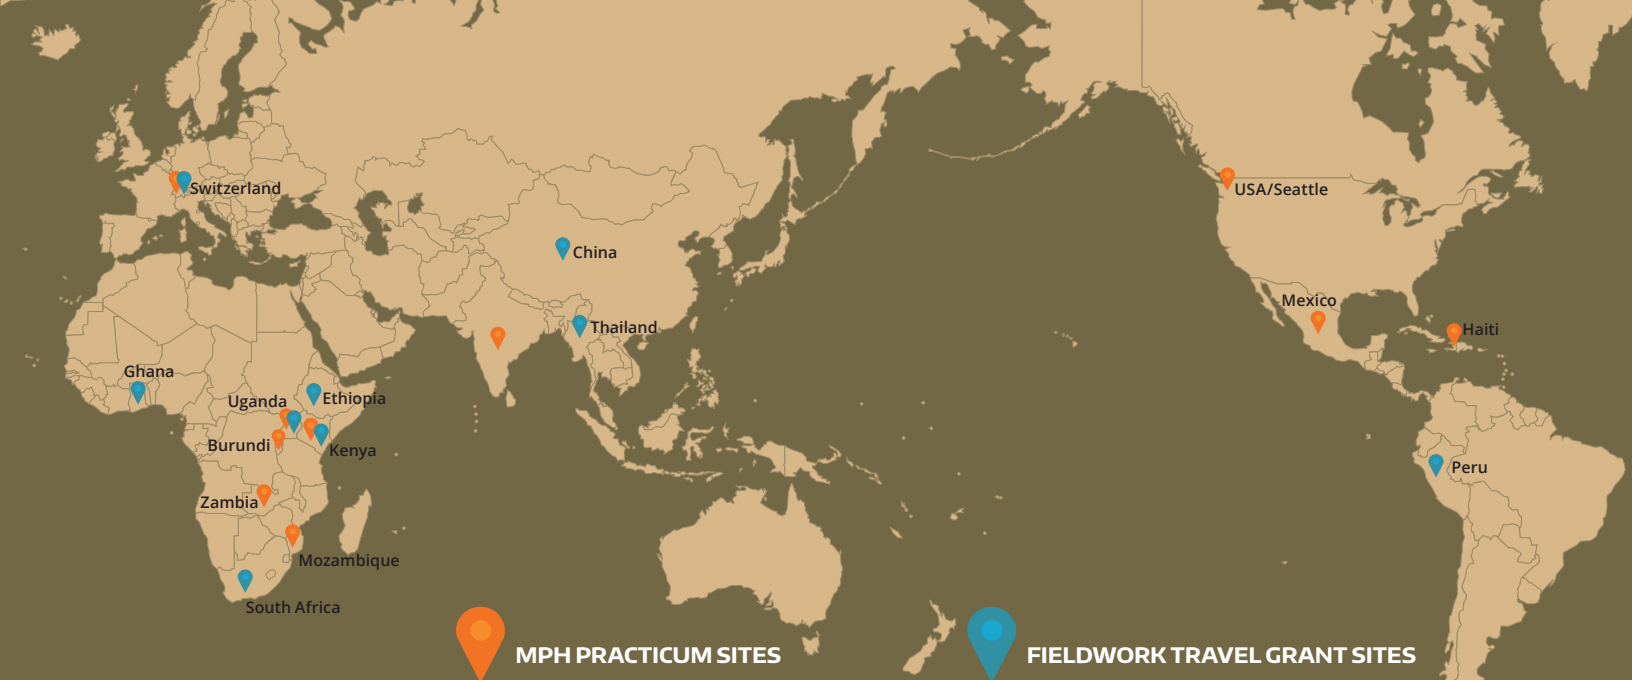 Switzerland
USA/Seattle
China
Mexico
Thailand
Haiti
Ghana
Uganda
Ethiopia
Burundi
Kenya
Peru
Zambia
Mozambique
South Africa
MPH PRACTICUM SITES
FIELDWORK TRAVEL GRANT SITES